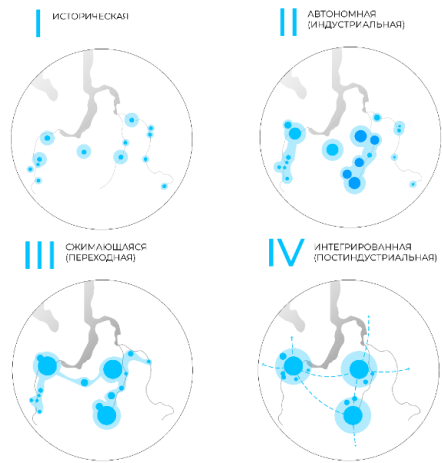 I ИСТОРИЧЕСКАЯ
II АВТОНОМНАЯ
(ИНДУСТРИАЛЬНАЯ)
III СЖИМАЮЩАЯСЯ
(ПЕРЕХОДНАЯ)
IV ИНТЕГРИРОВАННАЯ
(ПОСТИНДУСТРИАЛЬНАЯ)